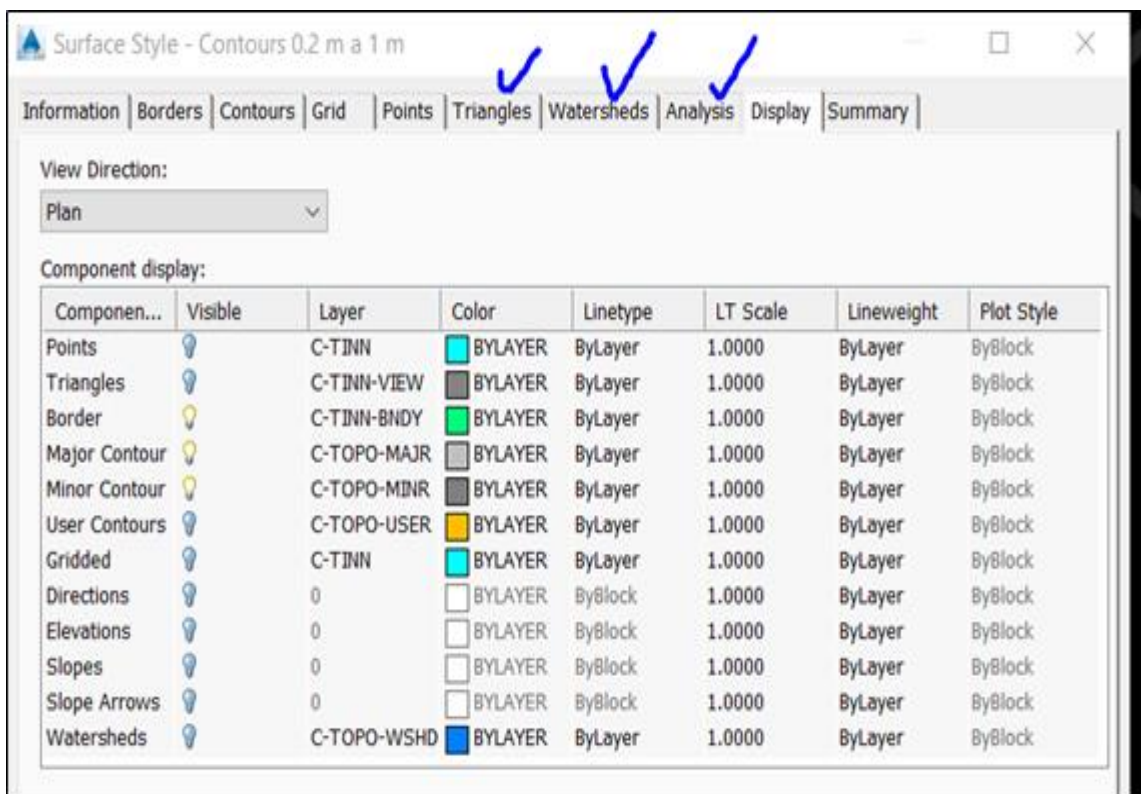 Surface Style - Contours 0.2 m a 1 m
Information Borders Contours Grid Points Triangles Watersheds Analysis Display Summary
View Direction:
Plan
Component display:
Componen... Visible Layer Color Linetype LT Scale Lineweight Plot Style
Points C-TINN BYLAYER ByLayer 1.0000 ByLayer ByBlock
Triangles C-TINN-VIEW BYLAYER ByLayer 1.0000 ByLayer ByBlock
Border C-TINN-BNDY BYLAYER ByLayer 1.0000 ByLayer ByBlock
Major Contour C-TOPO-MAJR BYLAYER ByLayer 1.0000 ByLayer ByBlock
Minor Contour C-TOPO-MINR BYLAYER ByLayer 1.0000 ByLayer ByBlock
User Contours C-TOPO-USER BYLAYER ByLayer 1.0000 ByLayer ByBlock
Gridded C-TINN BYLAYER ByLayer 1.0000 ByLayer ByBlock
Directions 0 BYLAYER ByBlock 1.0000 ByLayer ByBlock
Elevations 0 BYLAYER ByBlock 1.0000 ByLayer ByBlock
Slopes 0 BYLAYER ByBlock 1.0000 ByLayer ByBlock
Slope Arrows 0 BYLAYER ByBlock 1.0000 ByLayer ByBlock
Watersheds C-TOPO-WSHD BYLAYER ByLayer 1.0000 ByLayer ByBlock